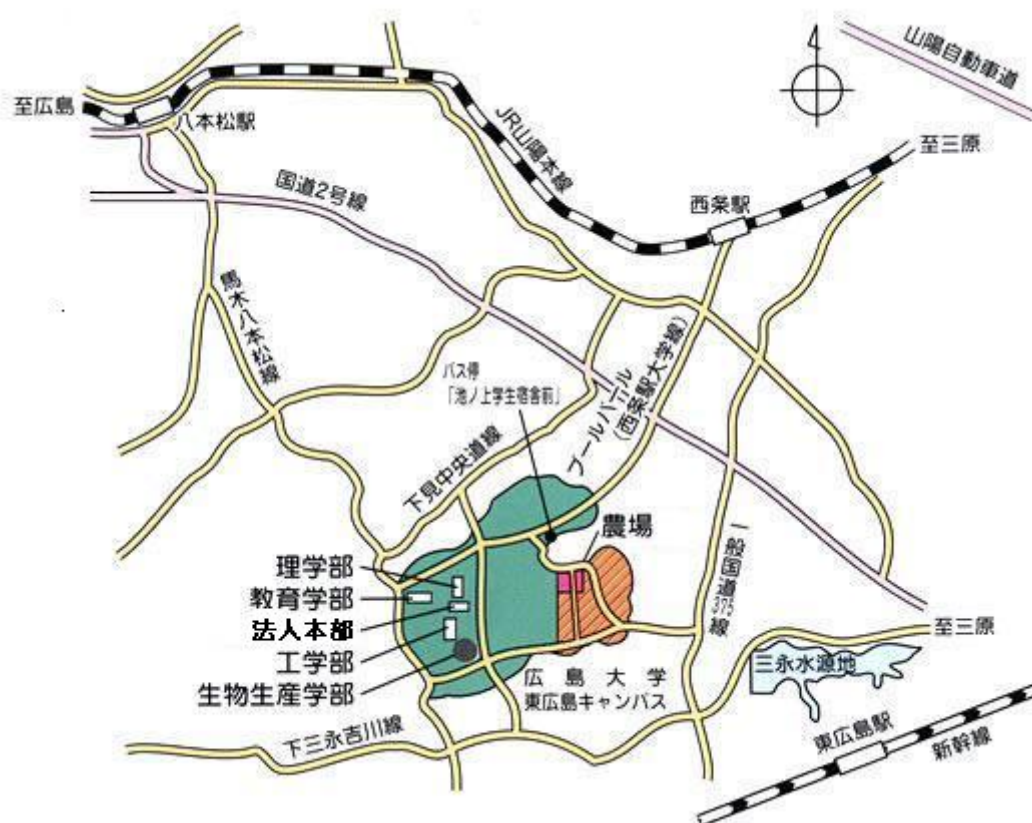 山陽自動車道
至広島
八本松駅
JR山陽本線
至三原
国道2号線
西条駅
馬木八本松線
バス停
「池ノ上学生宿舎前」
ブールバール
(西条駅大学線)
下見中央道線
農場
一般国道375線
理学部
教育学部
法人本部
工学部
生物生産学部
広島大学
東広島キャンパス
至三原
三永水源地
下三永吉川線
東広島駅
新幹線